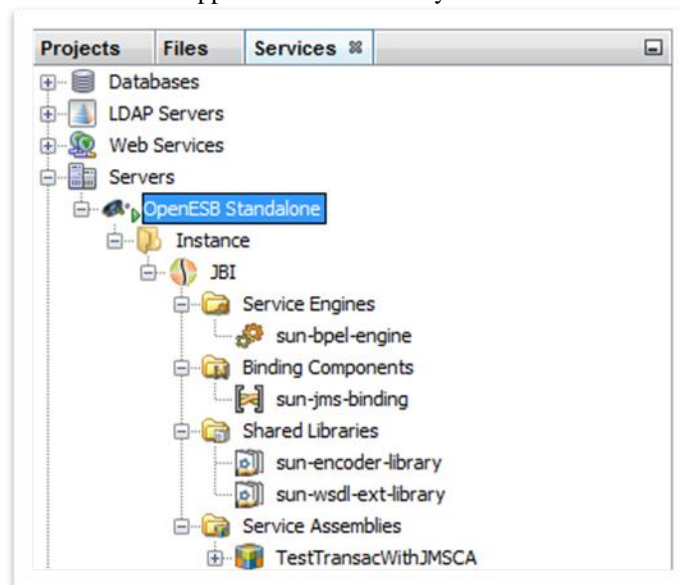 Projects Files Services
Databases
LDAP Servers
Web Services
Servers
OpenESB Standalone
Instance
JBI
Service Engines
sun-bpel-engine
Binding Components
sun-jms-binding
Shared Libraries
sun-encoder-library
sun-wsdl-ext-library
Service Assemblies
TestTransacWithJMSCA